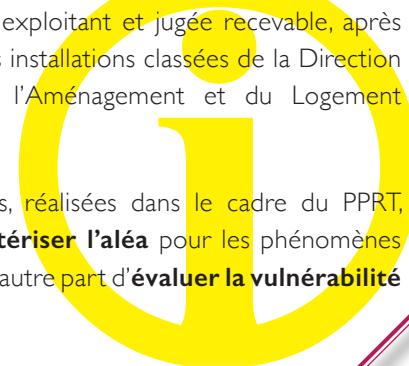 exploitant et jugée recevable, après
installations classées de la Direction
l'Aménagement et du Logement
réalisées dans le cadre du PPRT,
tériser l'aléa pour les phénomènes
autre part d'évaluer la vulnérabilité